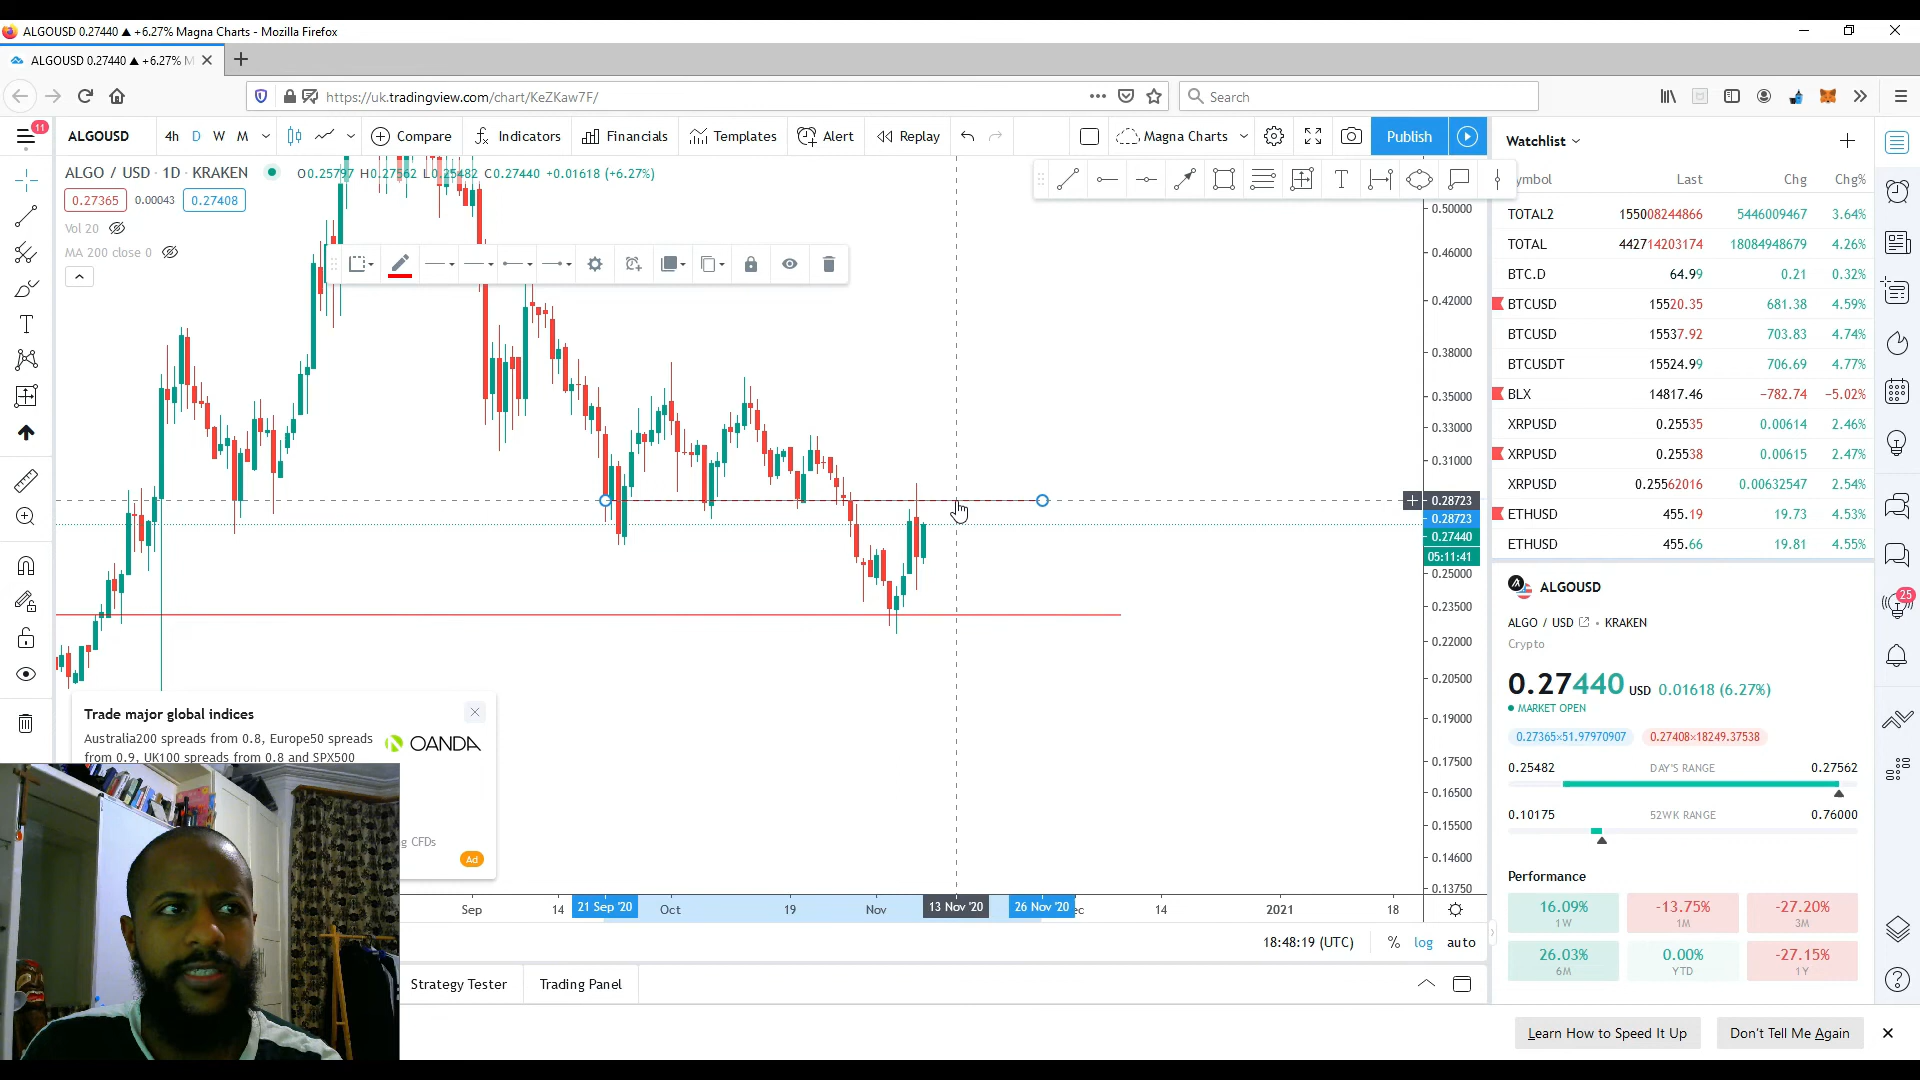 ALGOUSD 0.27440 ▲ +6.27% Magna Charts - Mozilla Firefox
ALGOUSD 0.27440 ▲ +6.27% M
https://uk.tradingview.com/chart/KeZKaw7F/
Search
11
ALGOUSD
4h D W M
Compare
Indicators
Financials
Templates
Alert
Replay
Magna Charts
Publish
Watchlist
ALGO / USD · 1D · KRAKEN
O0.25797 H0.27562 L0.25482 C0.27440 +0.01618 (+6.27%)
27365
0.00043
0.27408
Vol 20
MA 200 close 0
ymbol Last Chg Chg%
TOTAL2 155008244866 5446009467 3.64%
TOTAL 442714203174 18084948679 4.26%
BTC.D 64.99 0.21 0.32%
BTCUSD 15520.35 681.38 4.59%
BTCUSD 15537.92 703.83 4.74%
BTCUSDT 15524.99 706.69 4.77%
BLX 14817.46 −782.74 −5.02%
XRPUSD 0.25535 0.00614 2.46%
XRPUSD 0.25538 0.00615 2.47%
XRPUSD 0.25562016 0.00632547 2.54%
ETHUSD 455.19 19.73 4.53%
ETHUSD 455.66 19.81 4.55%
0.50000
0.46000
0.42000
0.38000
0.35000
0.33000
0.31000
0.28723
0.28723
0.27440
05:11:41
0.25000
0.23500
0.22000
0.20500
0.19000
0.17500
0.16500
0.15500
0.14600
0.13750
25
ALGOUSD
ALGO / USD • KRAKEN
Crypto
0.27440 USD 0.01618 (6.27%)
MARKET OPEN
0.27365×51.97970907
0.27408×18249.37538
0.25482 DAY'S RANGE 0.27562
0.10175 52WK RANGE 0.76000
Performance
16.09%
1W
-13.75%
1M
-27.20%
3M
26.03%
6M
0.00%
YTD
-27.15%
1Y
Trade major global indices
Australia200 spreads from 0.8, Europe50 spreads
from 0.9, UK100 spreads from 0.8 and SPX500
OANDA
g CFDs
Ad
Sep 14 21 Sep '20 Oct 19 Nov 13 Nov '20 26 Nov '20 ec 14 2021 18
18:48:19 (UTC) % log auto
Strategy Tester
Trading Panel
Learn How to Speed It Up
Don't Tell Me Again